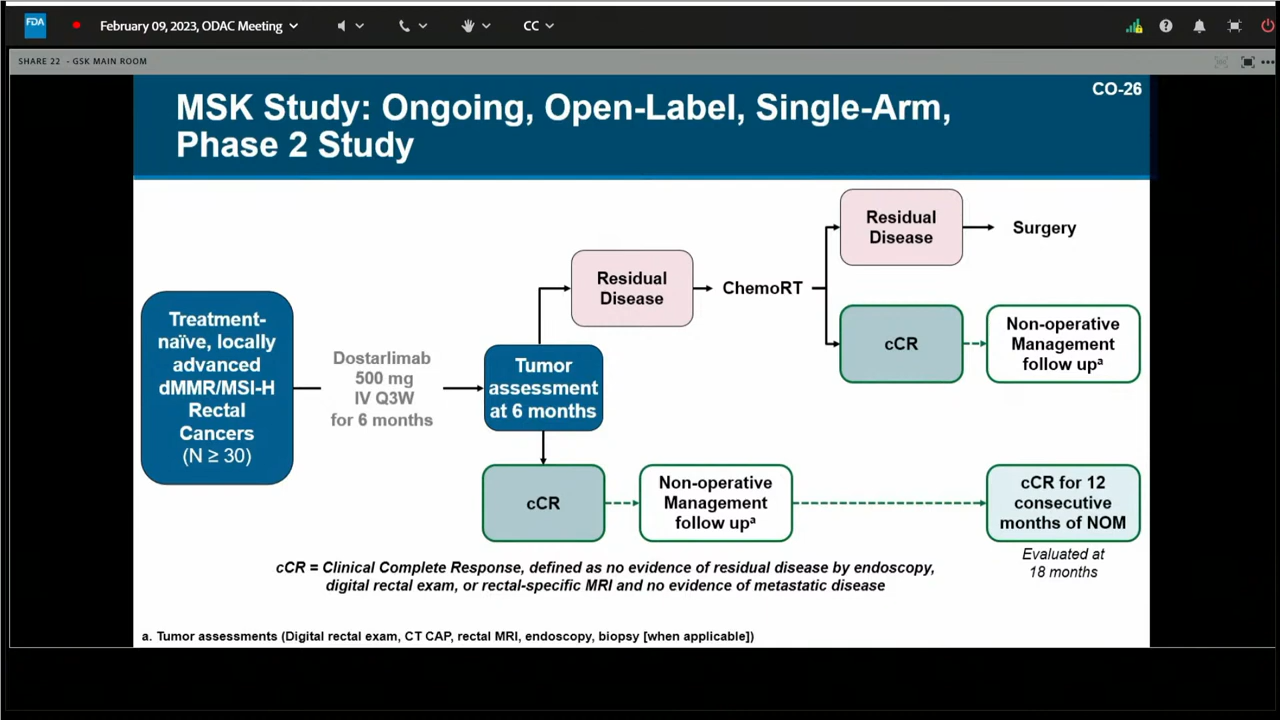 FDA
February 09, 2023, ODAC Meeting
CC
SHARE 22 - GSK MAIN ROOM
CO-26
MSK Study: Ongoing, Open-Label, Single-Arm,
Phase 2 Study
Treatment-
naïve, locally
advanced
dMMR/MSI-H
Rectal
Cancers
(N ≥ 30)
Dostarlimab
500 mg
IV Q3W
for 6 months
Tumor
assessment
at 6 months
Residual
Disease
ChemoRT
Residual
Disease
Surgery
cCR
Non-operative
Management
follow upᵃ
cCR
Non-operative
Management
follow upᵃ
cCR for 12
consecutive
months of NOM
Evaluated at
18 months
cCR = Clinical Complete Response, defined as no evidence of residual disease by endoscopy,
digital rectal exam, or rectal-specific MRI and no evidence of metastatic disease
a. Tumor assessments (Digital rectal exam, CT CAP, rectal MRI, endoscopy, biopsy [when applicable])